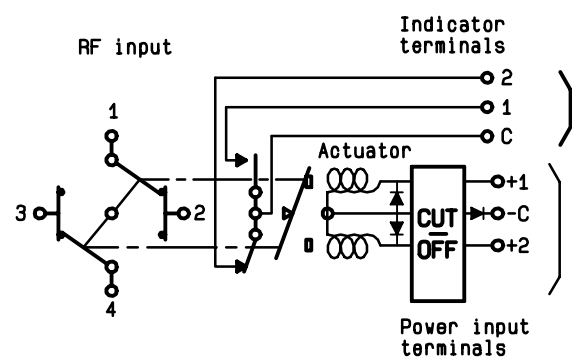 Indicator
terminals
RF input
2
1
C
1
Actuator
+1
3
2
-C
CUT
OFF
+2
4
Power input
terminals